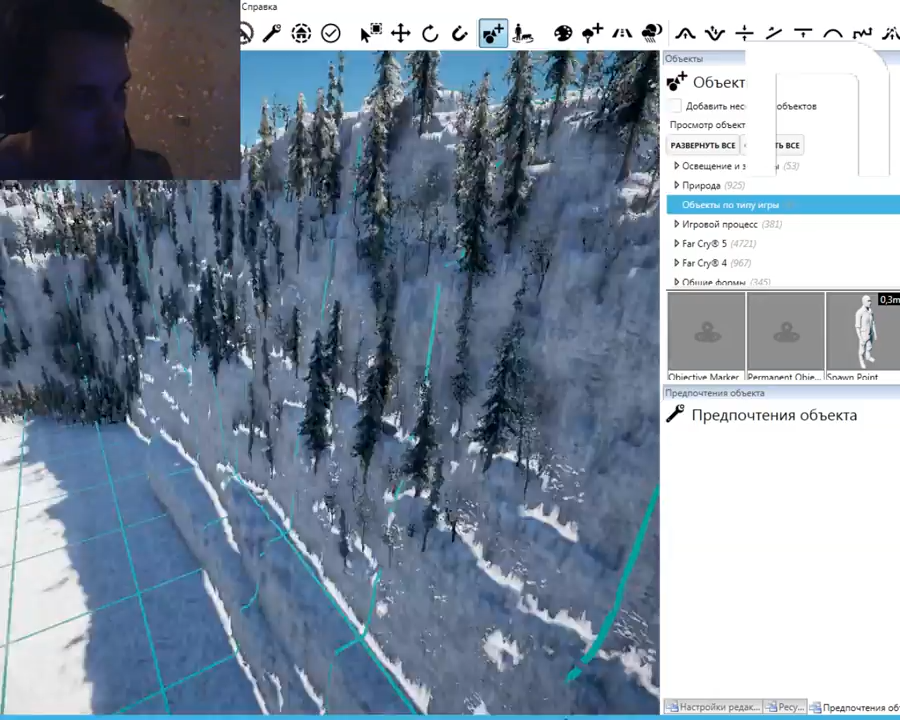 Справка
Объекты
Объект
Добавить нес объектов
Просмотр объект
РАЗВЕРНУТЬ ВСЕ ТЬ ВСЕ
Освещение и з (53)
Природа (925)
Объекты по типу игры
Игровой процесс (381)
Far Cry® 5 (4721)
Far Cry® 4 (967)
Общие формы (345)
0,3m
Objective Marker Permanent Obje... Spawn Point
Предпочтения объекта
Предпочтения объекта
Настройки редак... Ресу... Предпочтения об